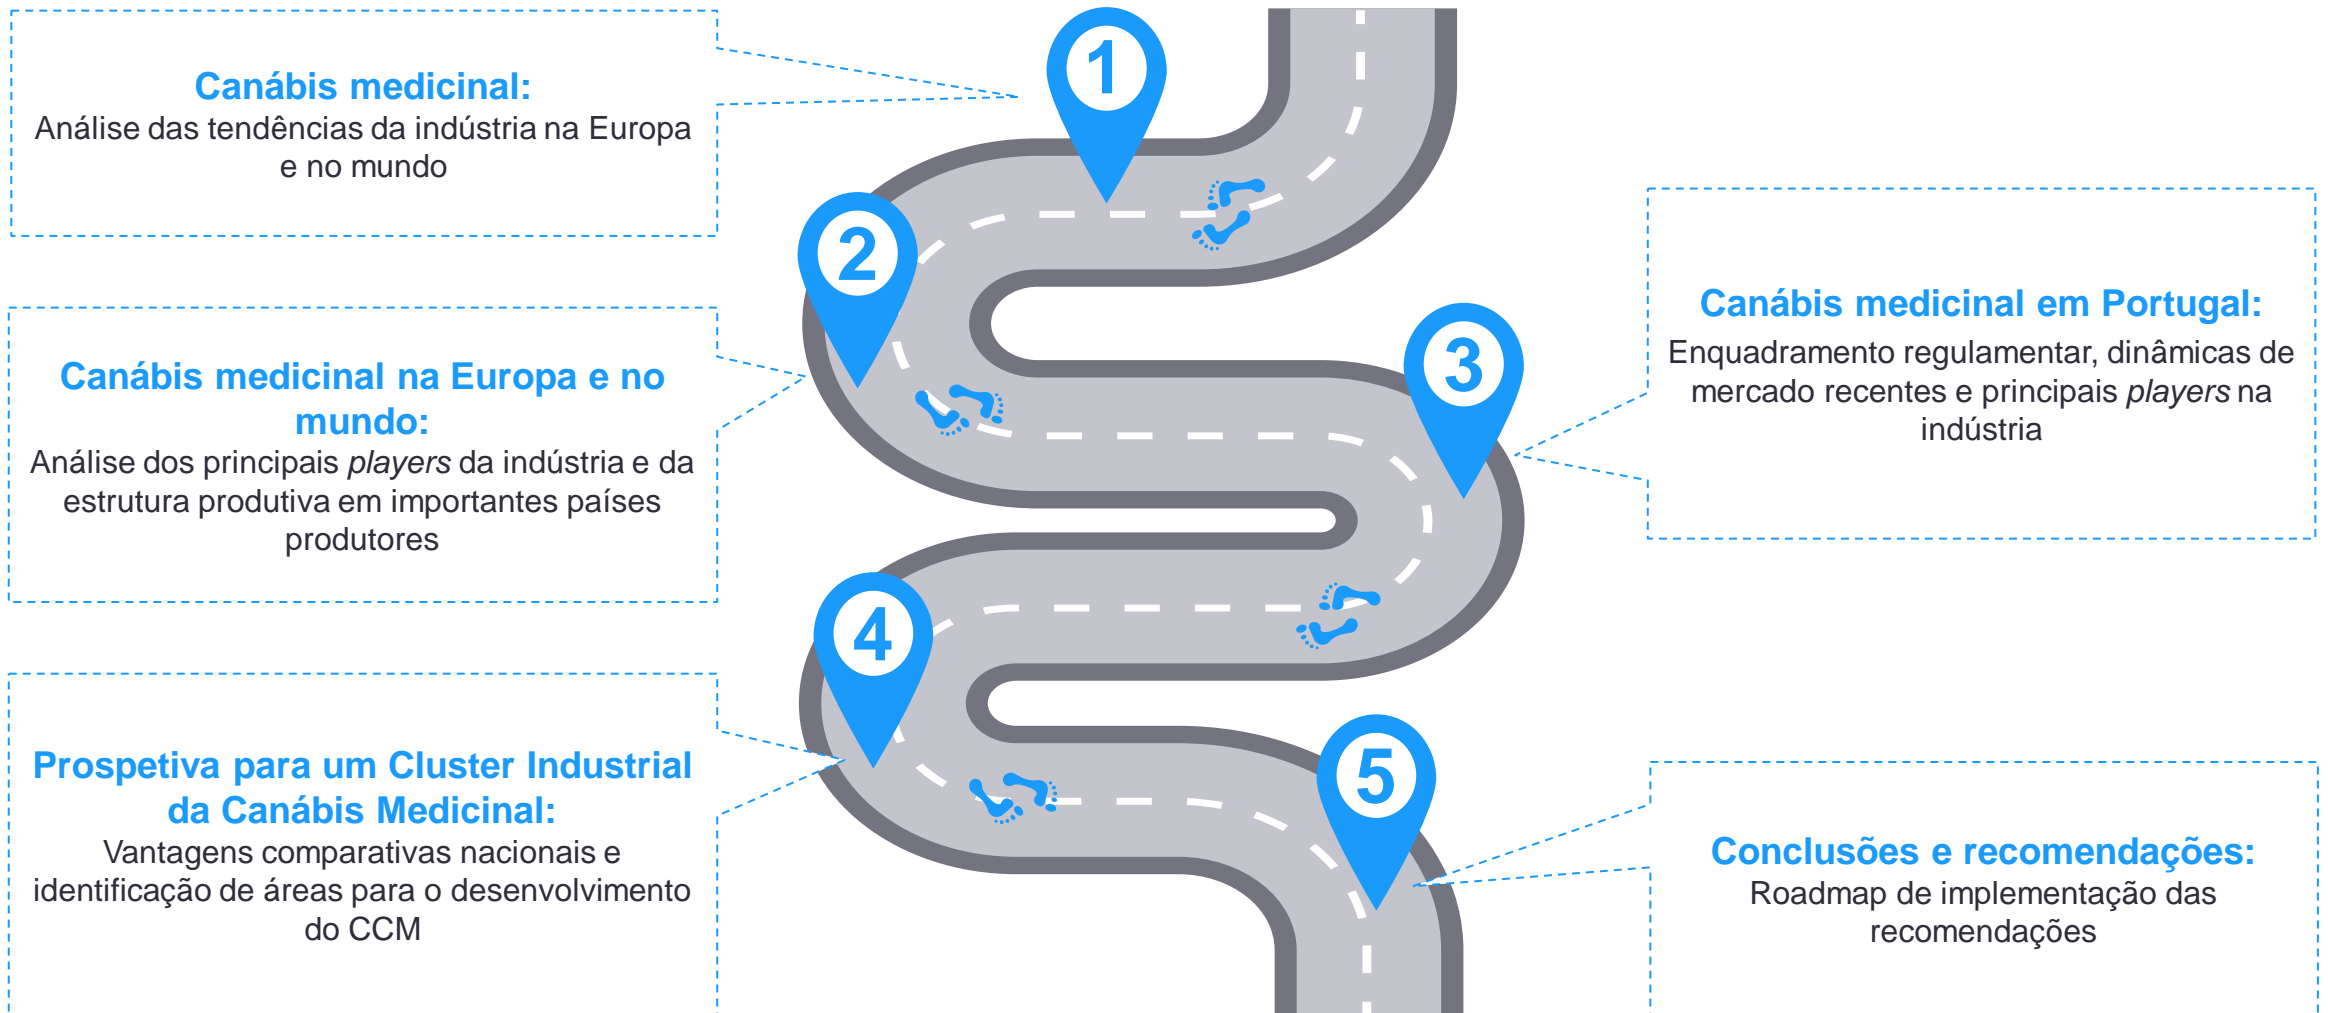 1
Canábis medicinal:
Análise das tendências da indústria na Europa
e no mundo
2
Canábis medicinal na Europa e no
mundo:
Análise dos principais players da indústria e da
estrutura produtiva em importantes países
produtores
3
Canábis medicinal em Portugal:
Enquadramento regulamentar, dinâmicas de
mercado recentes e principais players na
indústria
4
Prospetiva para um Cluster Industrial
da Canábis Medicinal:
Vantagens comparativas nacionais e
identificação de áreas para o desenvolvimento
do CCM
5
Conclusões e recomendações:
Roadmap de implementação das
recomendações